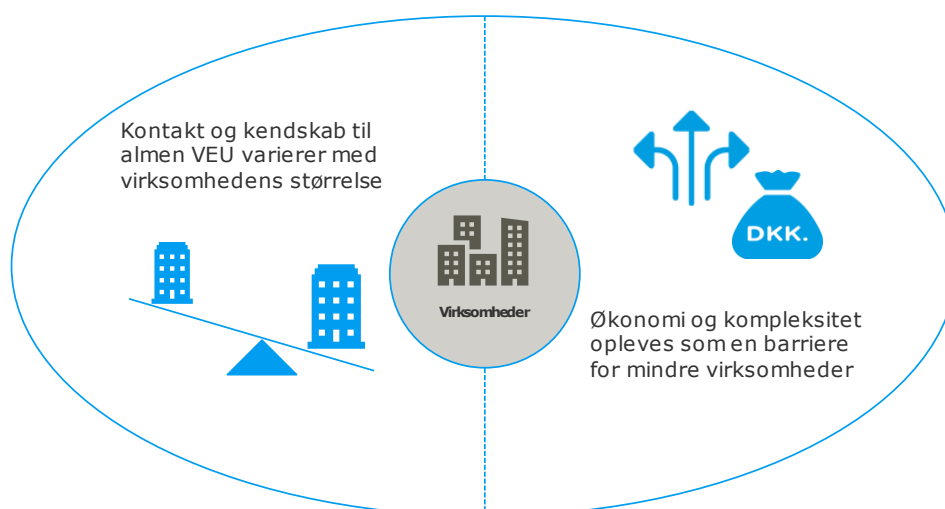 Kontakt og kendskab til
almen VEU varierer med
virksomhedens størrelse
Virksomheder
DKK.
Økonomi og kompleksitet
opleves som en barriere
for mindre virksomheder